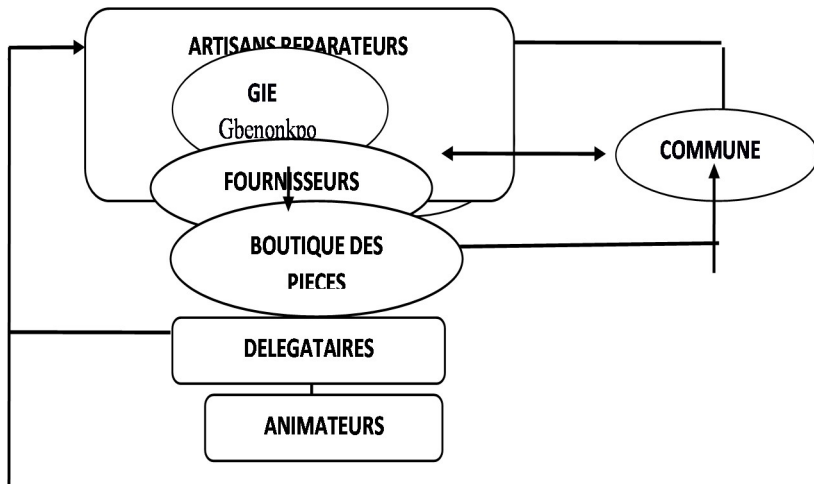 ARTISANS REPARATEURS
GIE
Gbenonkpo
COMMUNE
FOURNISSEURS
BOUTIQUE DES
PIECES
DELEGATAIRES
ANIMATEURS